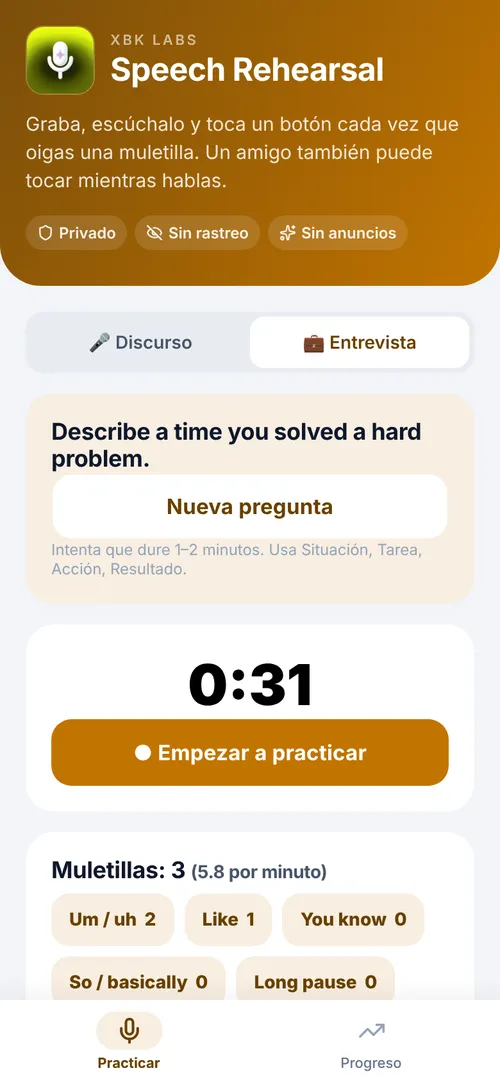 XBK LABS
Speech Rehearsal
Graba, escúchalo y toca un botón cada vez que
oigas una muletilla. Un amigo también puede
tocar mientras hablas.
Privado
Sin rastreo
Sin anuncios
Discurso
Entrevista
Describe a time you solved a hard
problem.
Nueva pregunta
Intenta que dure 1–2 minutos. Usa Situación, Tarea,
Acción, Resultado.
0:31
Empezar a practicar
Muletillas: 3 (5.8 por minuto)
Um / uh 2
Like 1
You know 0
So / basically 0
Long pause 0
Practicar
Progreso